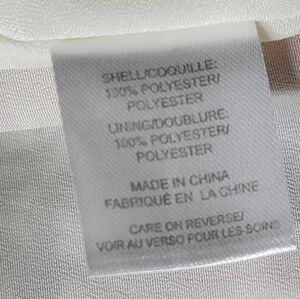 SHELL/COQUILLE:
100% POLYESTER/
POLYESTER
LINING/DOUBLURE:
100% POLYESTER/
POLYESTER
MADE IN CHINA
FABRIQUÉ EN LA CHINE
CARE ON REVERSE/
VOIR AU VERSO POUR LES SOINS